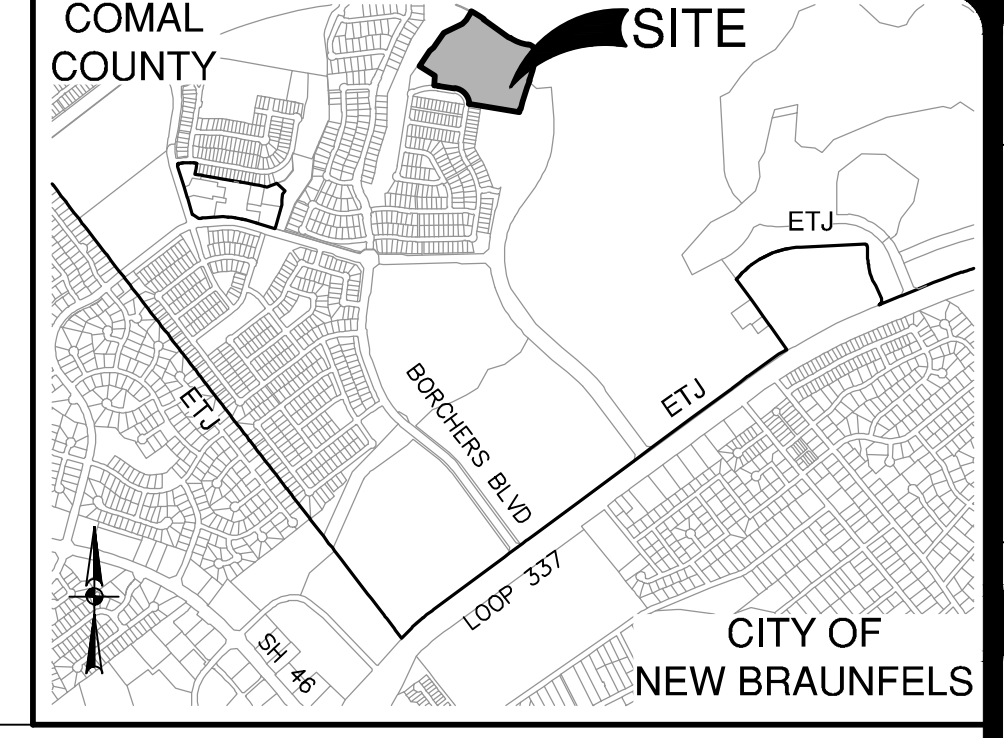 COMAL
COUNTY
SITE
ETJ
ETJ
ETJ
BORCHERS BLVD
LOOP 337
SH 46
CITY OF
NEW BRAUNFELS